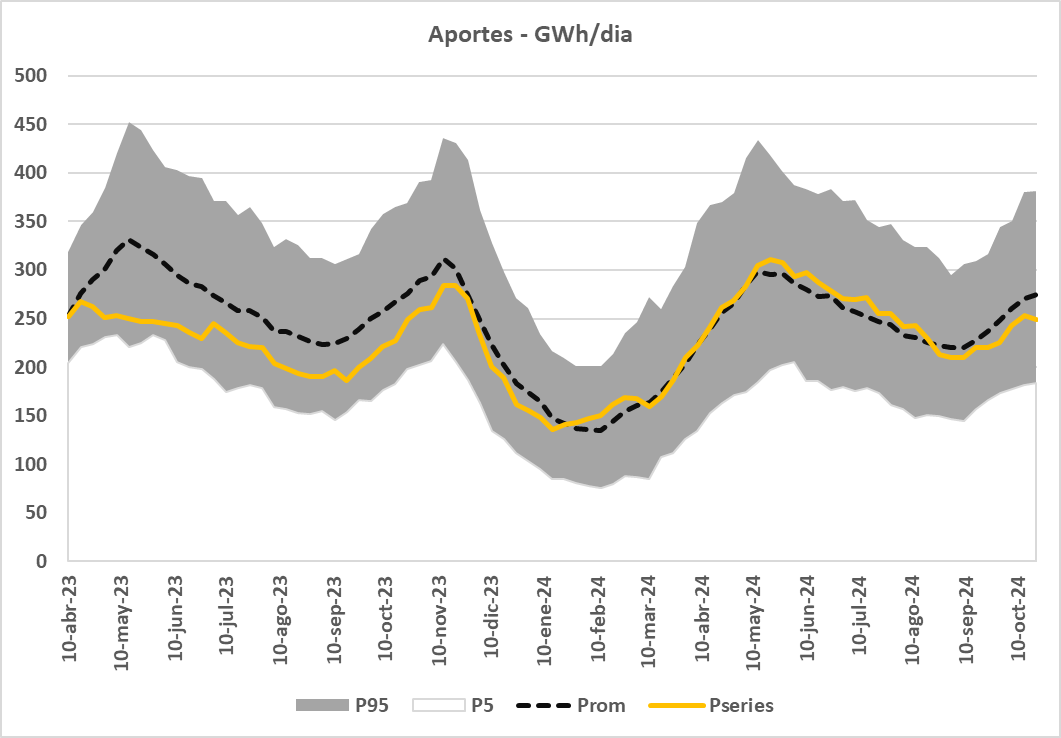 Aportes - GWh/dia
500
450
400
350
300
250
200
150
100
50
0
10-abr-23
10-may-23
10-jun-23
10-jul-23
10-ago-23
10-sep-23
10-oct-23
10-nov-23
10-dic-23
10-ene-24
10-feb-24
10-mar-24
10-abr-24
10-may-24
10-jun-24
10-jul-24
10-ago-24
10-sep-24
10-oct-24
P95 P5 Prom Pseries